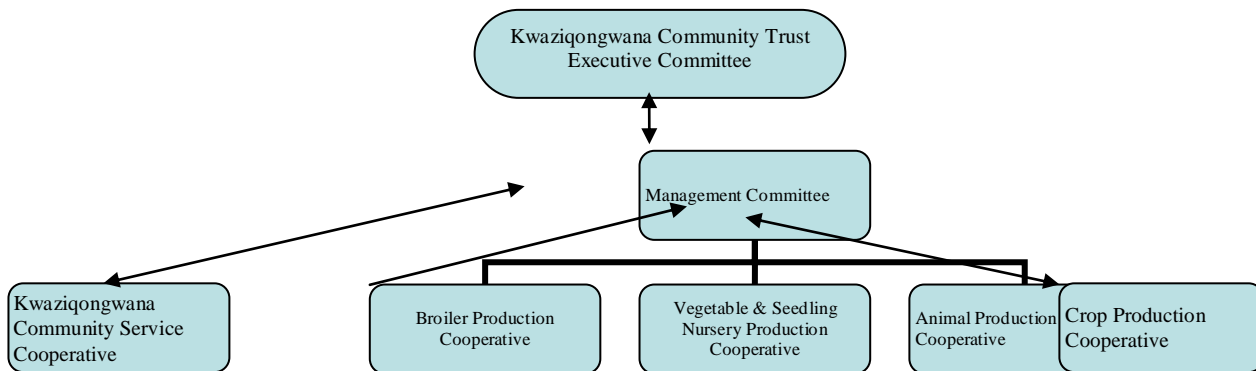 Kwaziqongwana Community Trust
Executive Committee
Management Committee
Kwaziqongwana
Community Service
Cooperative
Broiler Production
Cooperative
Vegetable & Seedling
Nursery Production
Cooperative
Animal Production
Cooperative
Crop Production
Cooperative